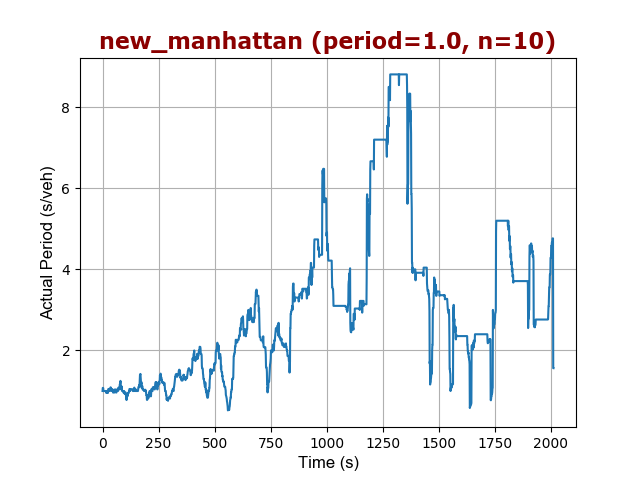 new_manhattan (period=1.0, n=10)
Actual Period (s/veh)
8
6
4
2
0 250 500 750 1000 1250 1500 1750 2000
Time (s)